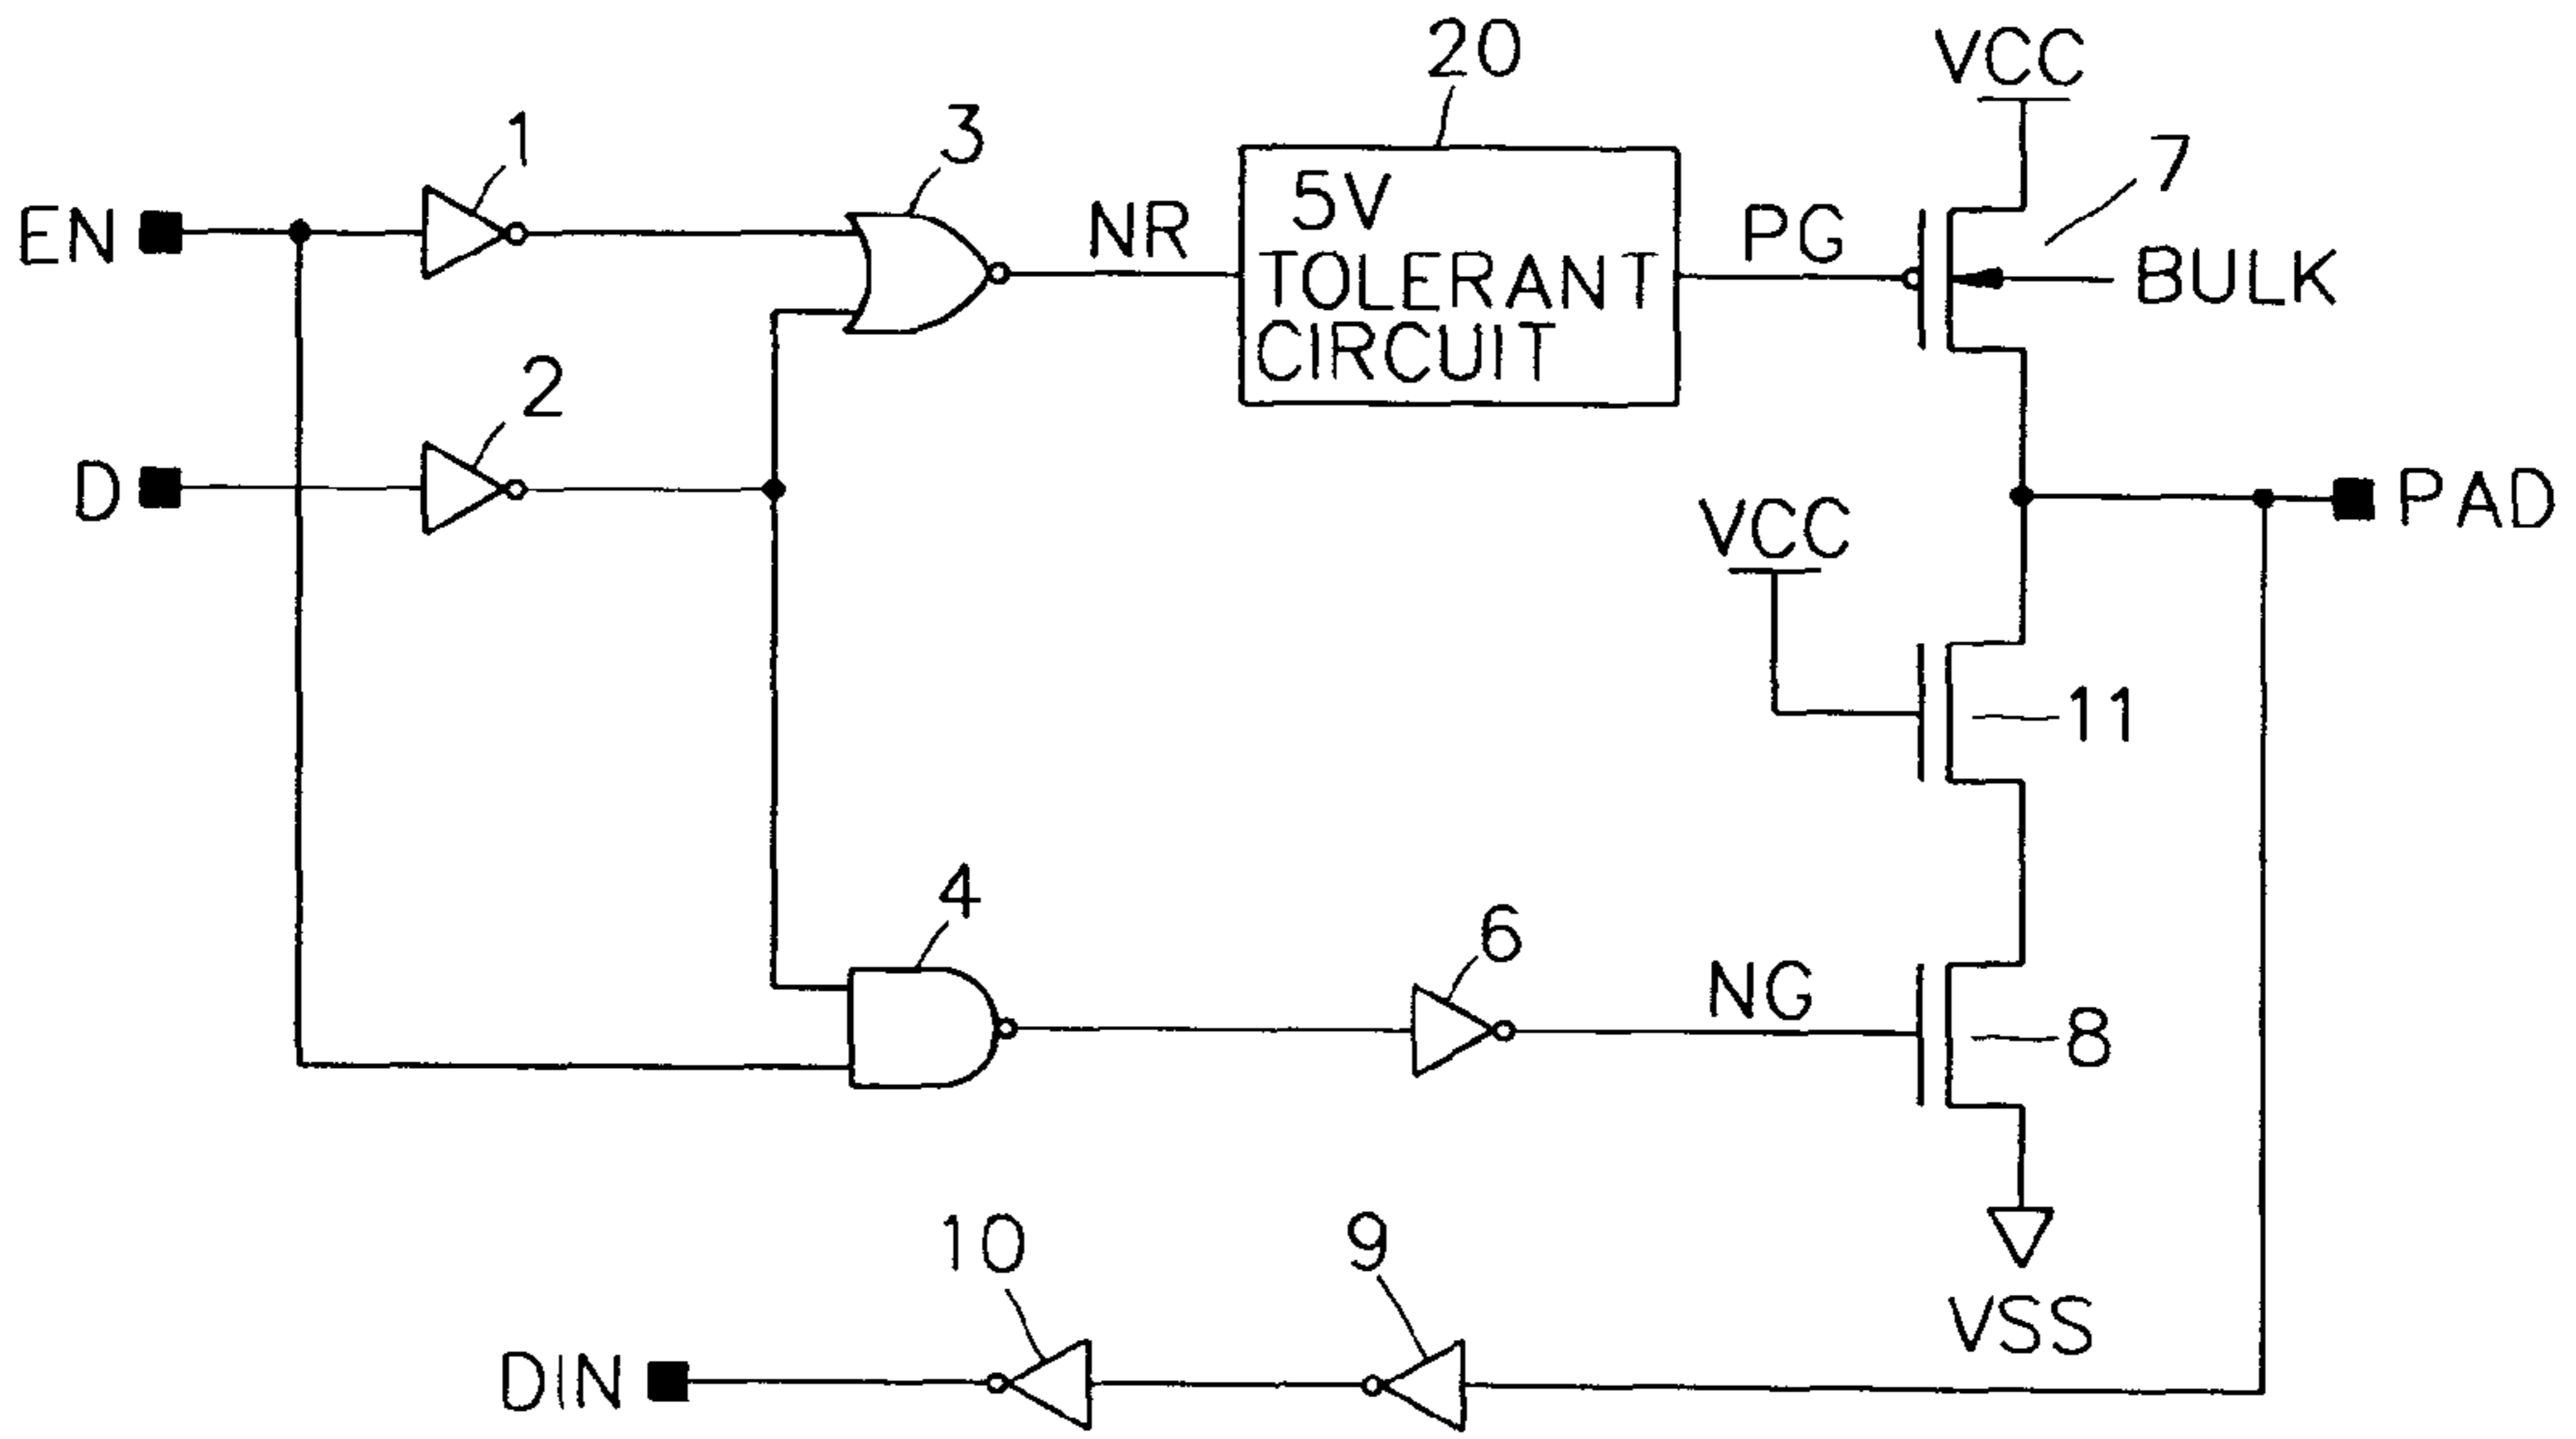 20
VCC
1
3
7
EN
NR
5V
TOLERANT
CIRCUIT
PG
BULK
2
D
VCC
PAD
11
4
6
NG
8
10
9
VSS
DIN